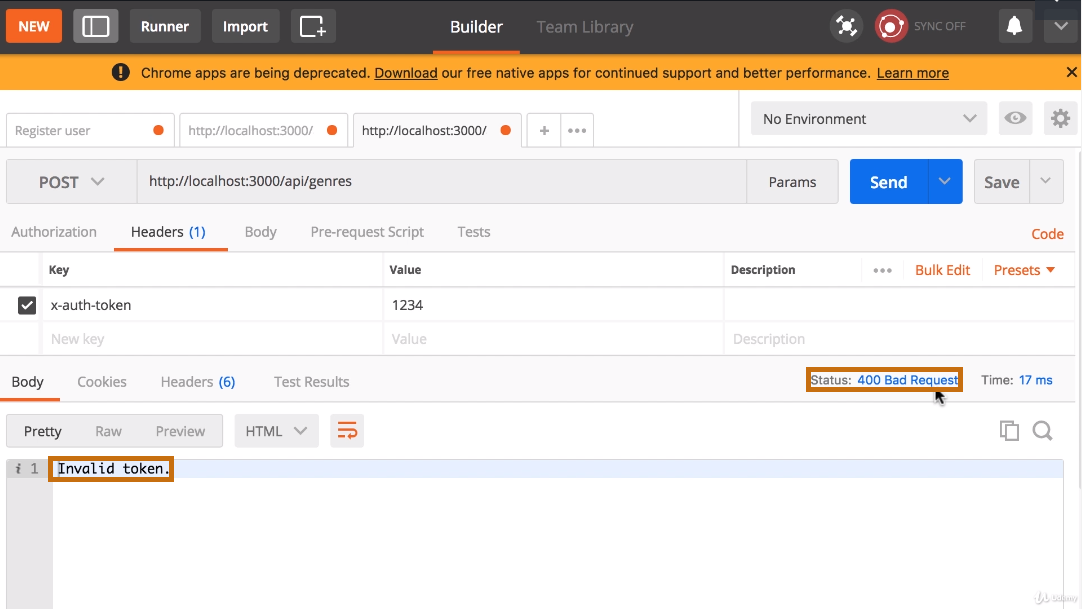 NEW Runner Import Builder Team Library SYNC OFF
Chrome apps are being deprecated. Download our free native apps for continued support and better performance. Learn more
Register user http://localhost:3000/ http://localhost:3000/ No Environment
POST http://localhost:3000/api/genres Params Send Save
Authorization Headers (1) Body Pre-request Script Tests Code
Key Value Description Bulk Edit Presets
x-auth-token 1234
New key Value Description
Body Cookies Headers (6) Test Results Status: 400 Bad Request Time: 17 ms
Pretty Raw Preview HTML
i 1 Invalid token.
Udemy